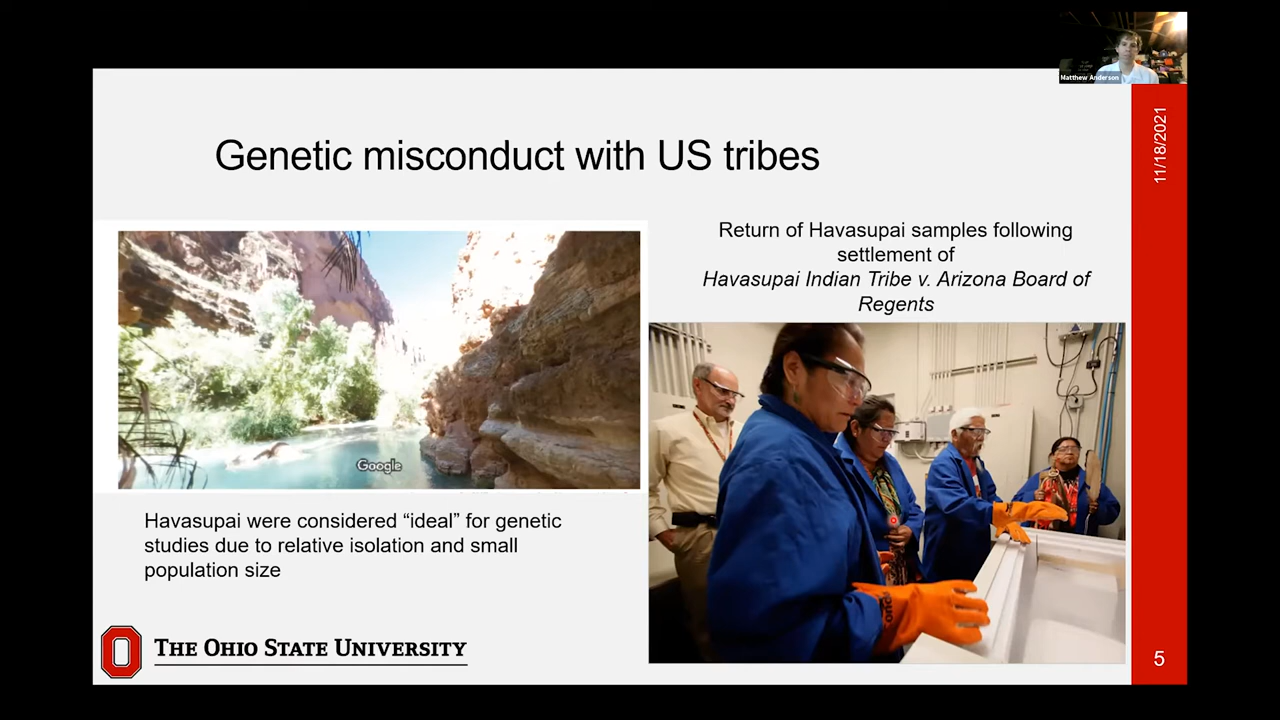 Matthew Anderson
11/18/2021
Genetic misconduct with US tribes
Return of Havasupai samples following
settlement of
Havasupai Indian Tribe v. Arizona Board of
Regents
Google
Havasupai were considered “ideal” for genetic
studies due to relative isolation and small
population size
THE OHIO STATE UNIVERSITY
5